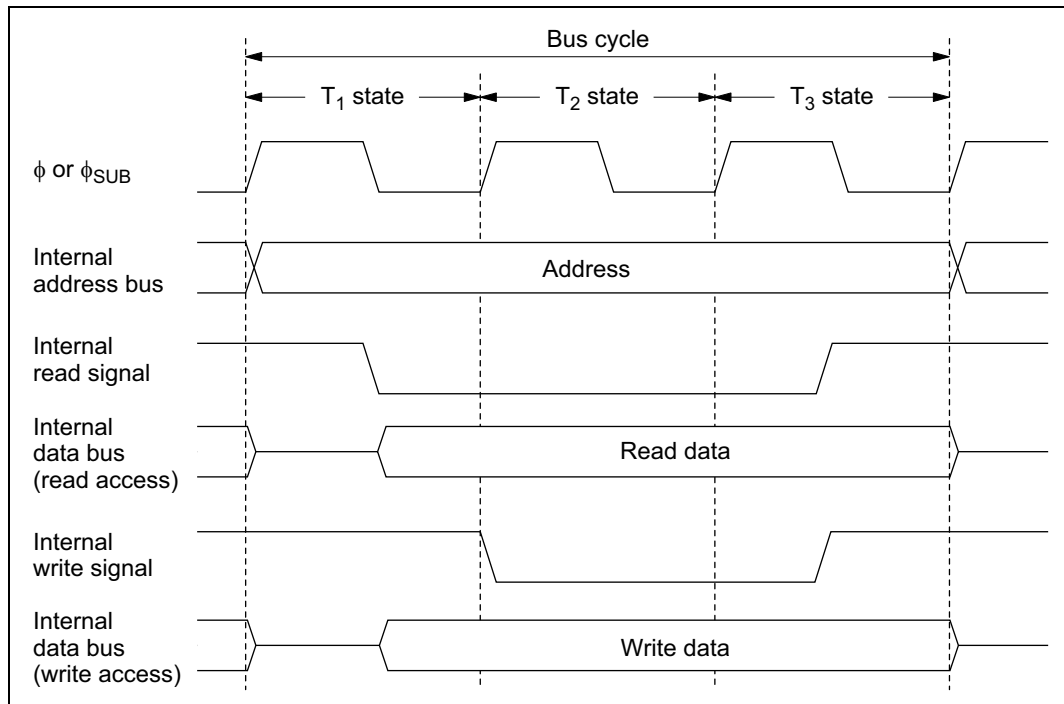 Bus cycle
T₁ state
T₂ state
T₃ state
ϕ or ϕSUB
Internal
address bus
Address
Internal
read signal
Internal
data bus
(read access)
Read data
Internal
write signal
Internal
data bus
(write access)
Write data